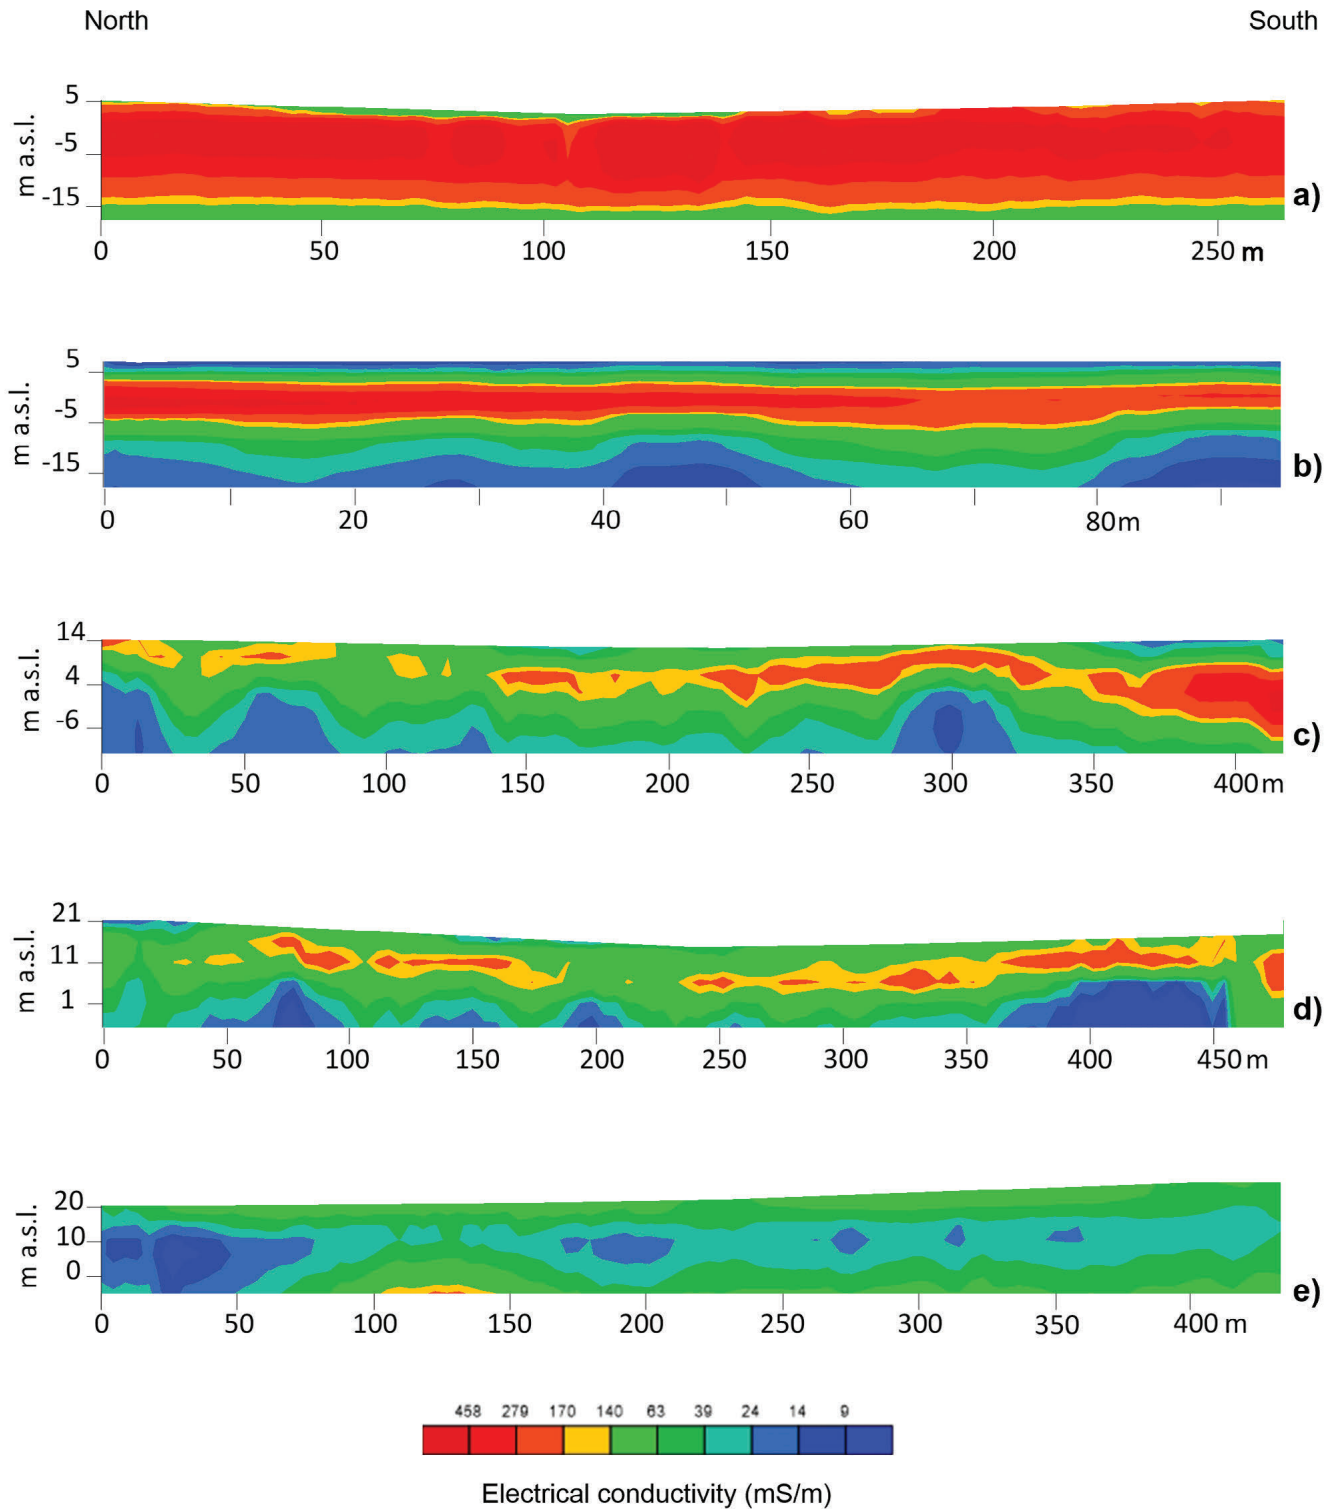 North South
5
-5
-15
m a.s.l.
a)
0 50 100 150 200 250 m
5
-5
-15
m a.s.l.
b)
0 20 40 60 80m
14
4
-6
m a.s.l.
c)
0 50 100 150 200 250 300 350 400m
21
11
1
m a.s.l.
d)
0 50 100 150 200 250 300 350 400 450m
20
10
0
m a.s.l.
e)
0 50 100 150 200 250 300 350 400 m
458 279 170 140 63 39 24 14 9
Electrical conductivity (mS/m)